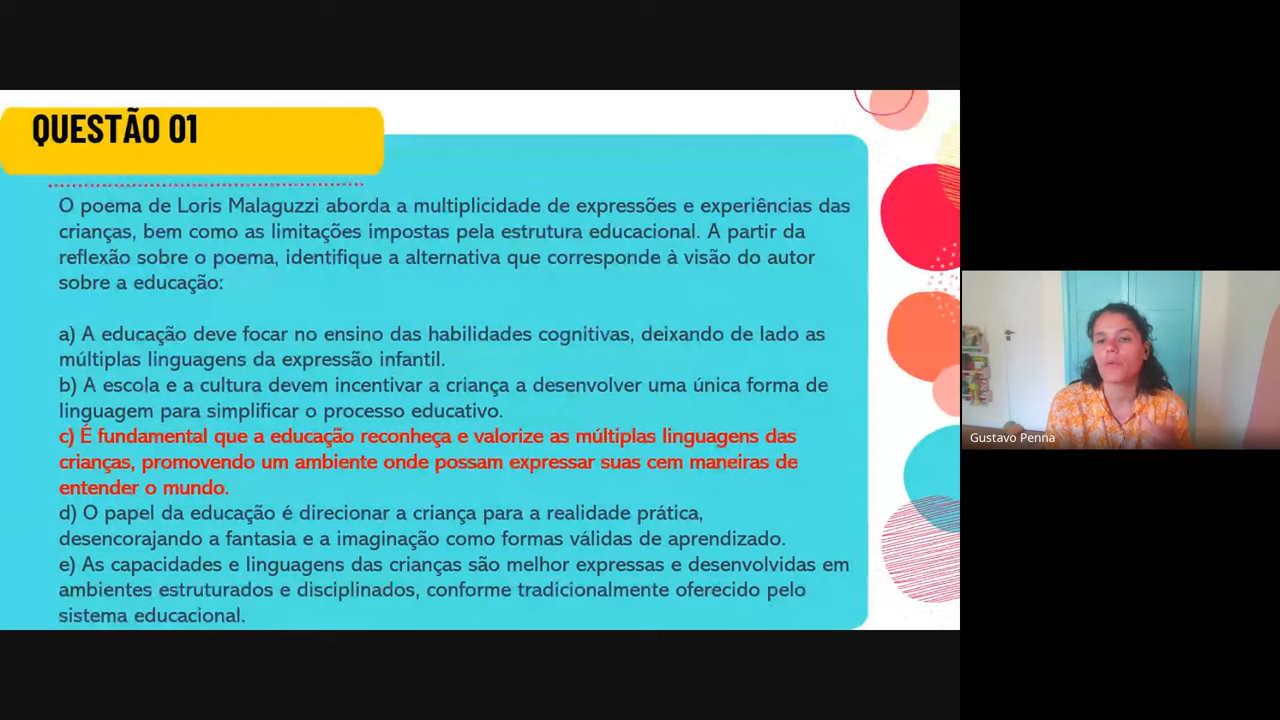 QUESTÃO 01
O poema de Loris Malaguzzi aborda a multiplicidade de expressões e experiências das
crianças, bem como as limitações impostas pela estrutura educacional. A partir da
reflexão sobre o poema, identifique a alternativa que corresponde à visão do autor
sobre a educação:
a) A educação deve focar no ensino das habilidades cognitivas, deixando de lado as
múltiplas linguagens da expressão infantil.
b) A escola e a cultura devem incentivar a criança a desenvolver uma única forma de
linguagem para simplificar o processo educativo.
c) É fundamental que a educação reconheça e valorize as múltiplas linguagens das
crianças, promovendo um ambiente onde possam expressar suas cem maneiras de
entender o mundo.
d) O papel da educação é direcionar a criança para a realidade prática,
desencorajando a fantasia e a imaginação como formas válidas de aprendizado.
e) As capacidades e linguagens das crianças são melhor expressas e desenvolvidas em
ambientes estruturados e disciplinados, conforme tradicionalmente oferecido pelo
sistema educacional.
Gustavo Penna